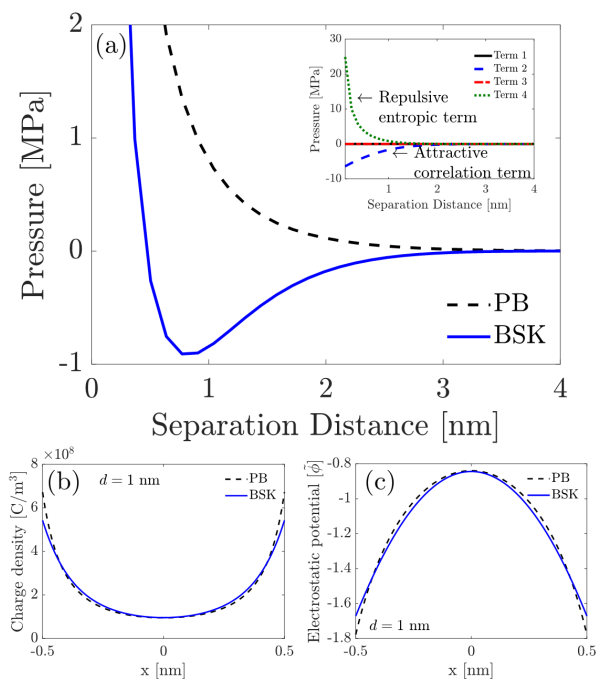 (a)
Pressure [MPa]
2
1
0
-1
0
1
2
3
4
Separation Distance [nm]
PB
BSK
Pressure [MPa]
30
20
10
0
-10
0
1
2
3
4
Separation Distance [nm]
Term 1
Term 2
Term 3
Term 4
← Repulsive
entropic term
← Attractive
correlation term
×10⁸
(b)
d = 1 nm
PB
BSK
Charge density [C/m³]
8
6
4
2
0
-0.5
0
0.5
x [nm]
(c)
PB
BSK
Electrostatic potential [ϕ̃]
-0.8
-1
-1.2
-1.4
-1.6
-1.8
d = 1 nm
-0.5
0
0.5
x [nm]